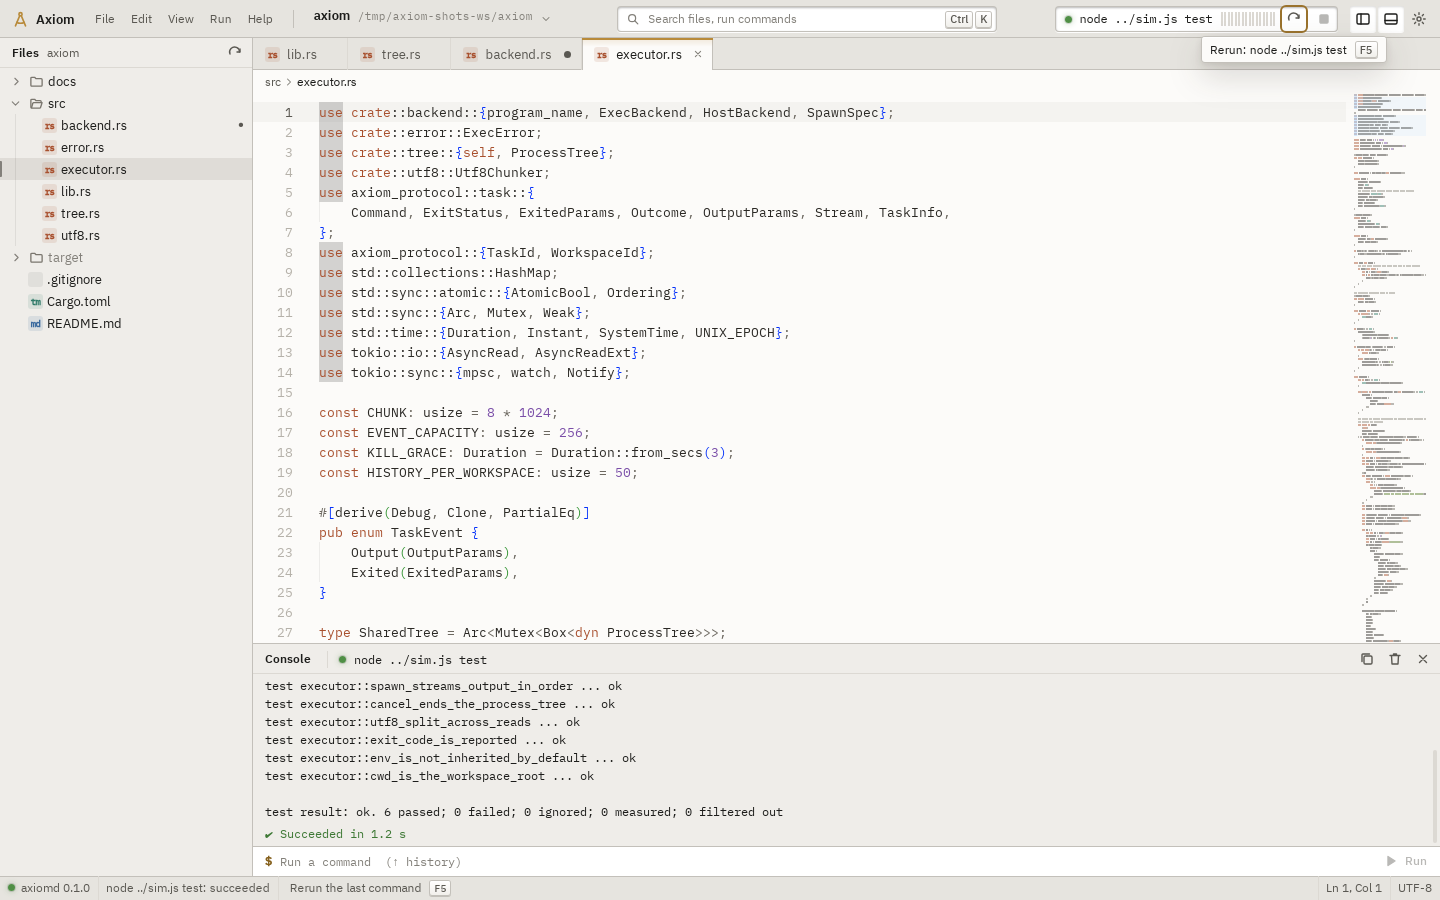 Axiom File Edit View Run Help axiom /tmp/axiom-shots-ws/axiom Search files, run commands Ctrl K node ../sim.js test
Rerun: node ../sim.js test F5
Files axiom
docs
src
rs backend.rs
rs error.rs
rs executor.rs
rs lib.rs
rs tree.rs
rs utf8.rs
target
.gitignore
tm Cargo.toml
md README.md
rs lib.rs rs tree.rs rs backend.rs rs executor.rs
src executor.rs
1 use crate::backend::{program_name, ExecBackend, HostBackend, SpawnSpec};
2 use crate::error::ExecError;
3 use crate::tree::{self, ProcessTree};
4 use crate::utf8::Utf8Chunker;
5 use axiom_protocol::task::{
6 Command, ExitStatus, ExitedParams, Outcome, OutputParams, Stream, TaskInfo,
7 };
8 use axiom_protocol::{TaskId, WorkspaceId};
9 use std::collections::HashMap;
10 use std::sync::atomic::{AtomicBool, Ordering};
11 use std::sync::{Arc, Mutex, Weak};
12 use std::time::{Duration, Instant, SystemTime, UNIX_EPOCH};
13 use tokio::io::{AsyncRead, AsyncReadExt};
14 use tokio::sync::{mpsc, watch, Notify};
15
16 const CHUNK: usize = 8 * 1024;
17 const EVENT_CAPACITY: usize = 256;
18 const KILL_GRACE: Duration = Duration::from_secs(3);
19 const HISTORY_PER_WORKSPACE: usize = 50;
20
21 #[derive(Debug, Clone, PartialEq)]
22 pub enum TaskEvent {
23 Output(OutputParams),
24 Exited(ExitedParams),
25 }
26
27 type SharedTree = Arc<Mutex<Box<dyn ProcessTree>>>;
Console node ../sim.js test
test executor::spawn_streams_output_in_order ... ok
test executor::cancel_ends_the_process_tree ... ok
test executor::utf8_split_across_reads ... ok
test executor::exit_code_is_reported ... ok
test executor::env_is_not_inherited_by_default ... ok
test executor::cwd_is_the_workspace_root ... ok
test result: ok. 6 passed; 0 failed; 0 ignored; 0 measured; 0 filtered out
✔ Succeeded in 1.2 s
$ Run a command (↑ history) Run
axiomd 0.1.0 node ../sim.js test: succeeded Rerun the last command F5 Ln 1, Col 1 UTF-8